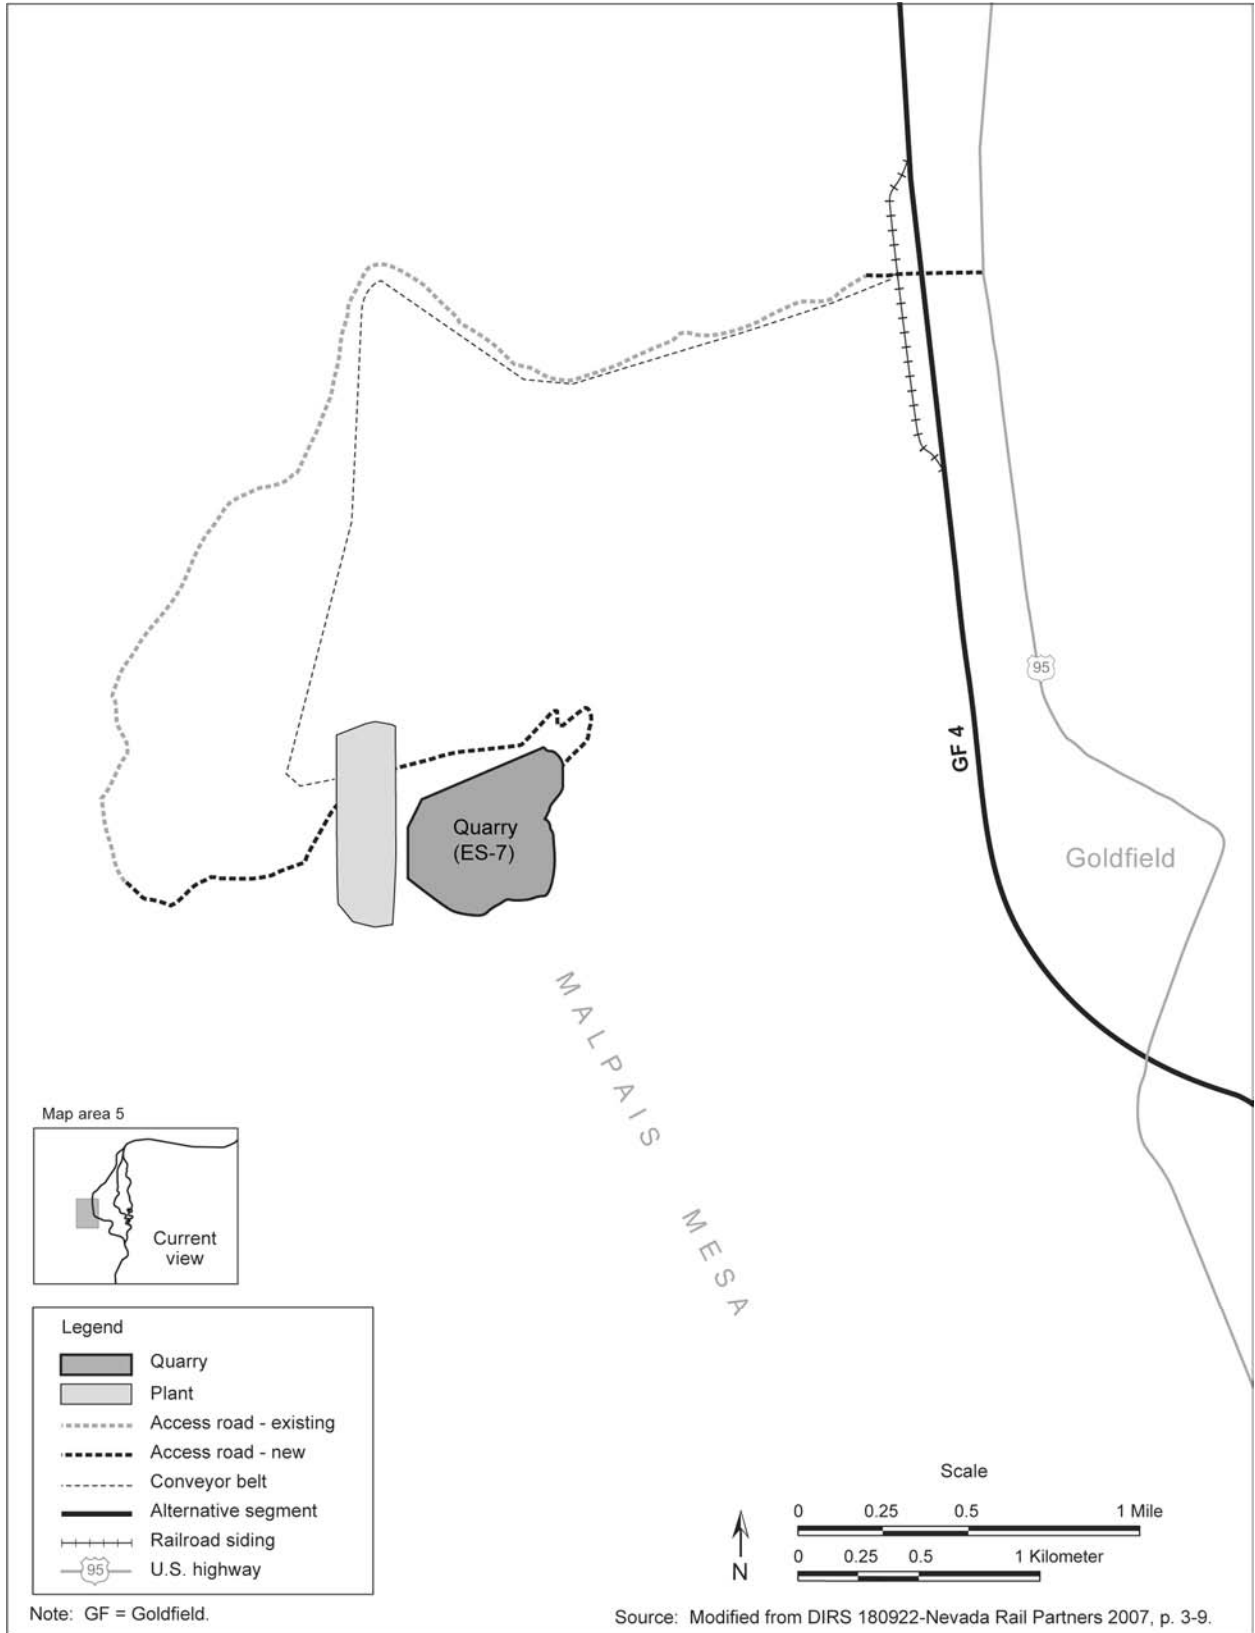 95
GF 4
Goldfield
Quarry
(ES-7)
MALPAIS MESA
Map area 5
Current
view
Legend
Quarry
Plant
Access road - existing
Access road - new
Conveyor belt
Alternative segment
Railroad siding
95 U.S. highway
Scale
0 0.25 0.5 1 Mile
0 0.25 0.5 1 Kilometer
N
Note: GF = Goldfield.
Source: Modified from DIRS 180922-Nevada Rail Partners 2007, p. 3-9.